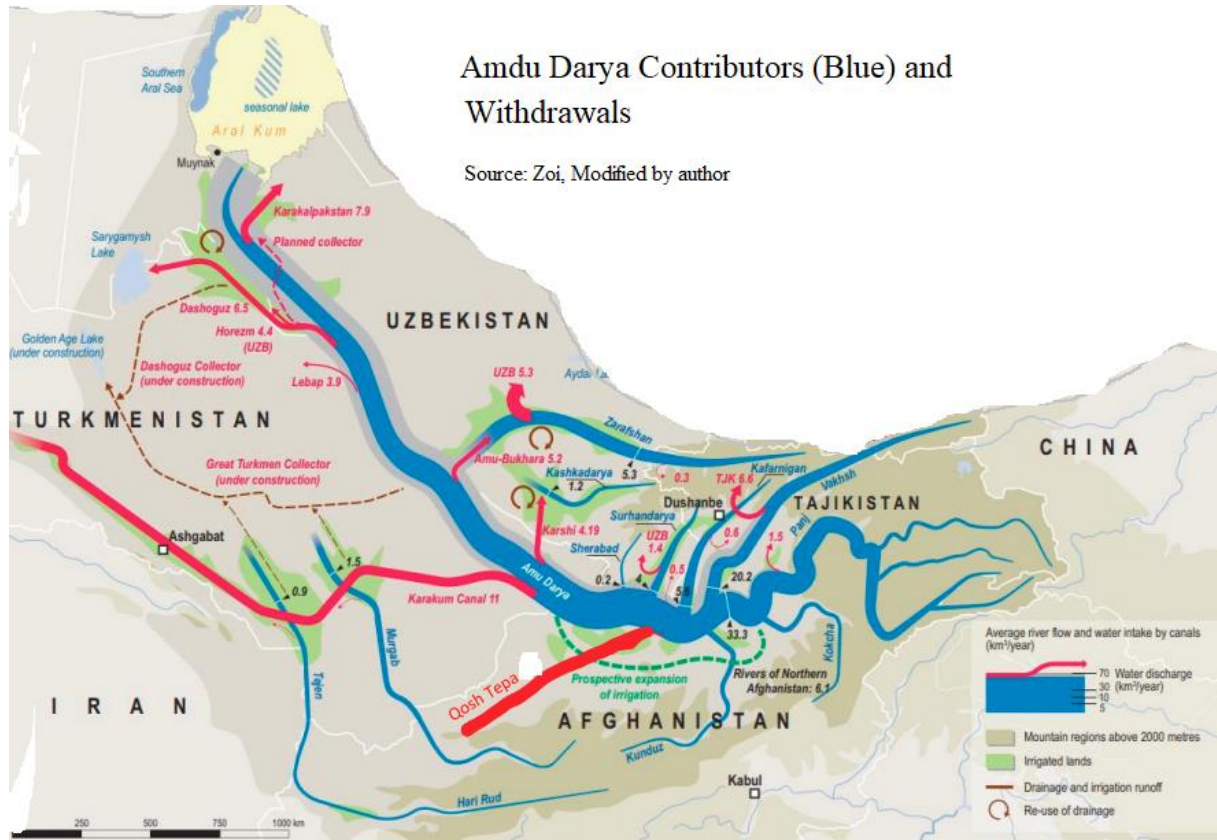 Amdu Darya Contributors (Blue) and
Withdrawals
Source: Zoi, Modified by author
Southern
Aral Sea
seasonal lake
Aral Kum
Muynak
Karakalpakstan 7.9
Planned collector
Sarygamysh
Lake
Dashoguz 6.5
Horezm 4.4
(UZB)
UZBEKISTAN
Golden Age Lake
(under construction)
Dashoguz Collector
(under construction)
Lebap 3.9
UZB 5.3
TURKMENISTAN
Zarafshan
CHINA
Great Turkmen Collector
(under construction)
Amu-Bukhara 5.2
5.3
0.3
Kashkadarya
1.2
TJK 6.6
Kafarnigan
Vakhsh
Dushanbe
TAJIKISTAN
Surhandarya
Karshi 4.19
UZB
1.4
0.6
1.5
Panj
Ashgabat
Sherabad
0.5
1.5
0.9
0.2
4
20.2
Amu Darya
Karakum Canal 11
33.3
Murgab
Tejen
Kokcha
Qosh Tepa
Prospective expansion
of irrigation
Rivers of Northern
Afghanistan: 6.1
IRAN
AFGHANISTAN
Kunduz
Kabul
Hari Rud
Average river flow and water intake by canals
(km³/year)
70
30
10
5
Water discharge
(km³/year)
Mountain regions above 2000 metres
Irrigated lands
Drainage and irrigation runoff
Re-use of drainage
250
500
750
1000 km